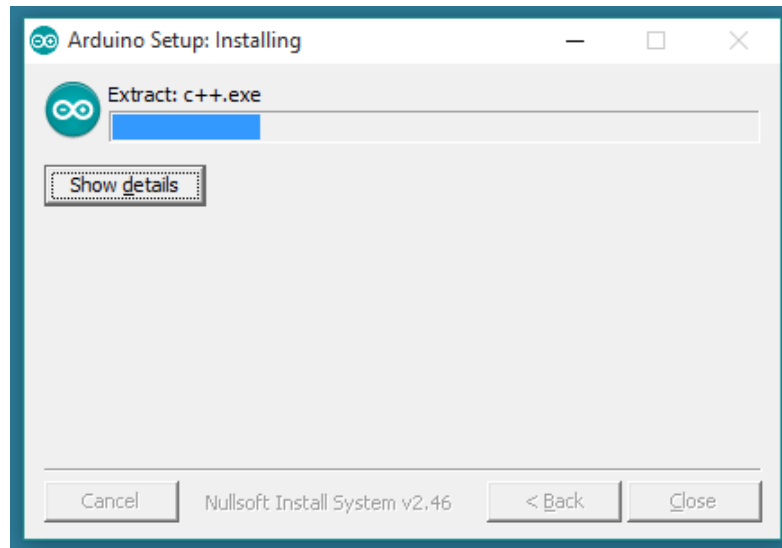 Arduino Setup: Installing
Extract: c++.exe
Show details
Cancel
Nullsoft Install System v2.46
< Back
Close